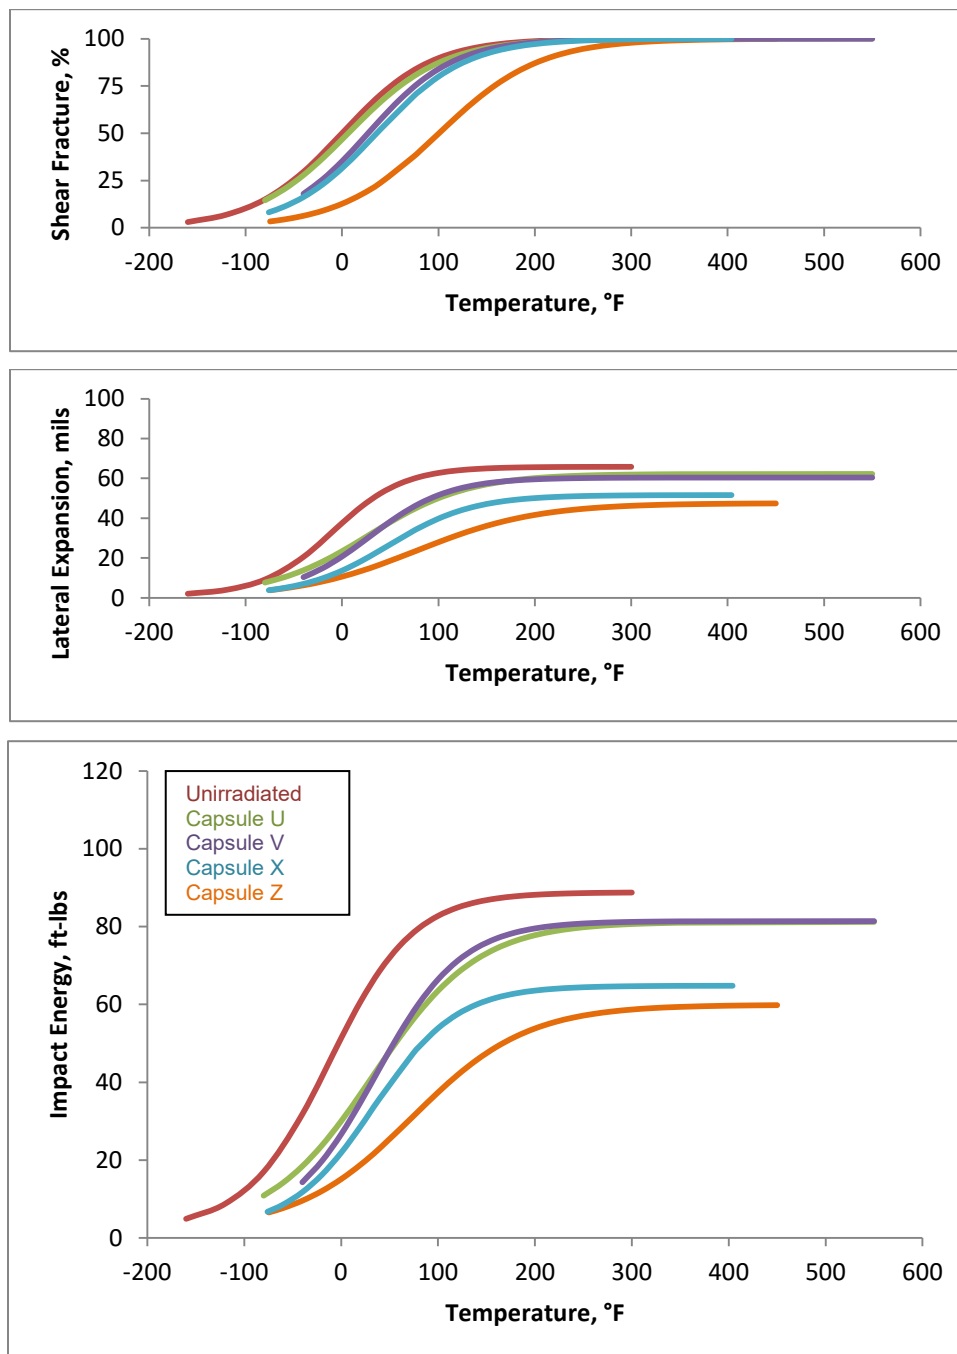 Shear Fracture, %
100
75
50
25
0
-200 -100 0 100 200 300 400 500 600
Temperature, °F
Lateral Expansion, mils
100
80
60
40
20
0
-200 -100 0 100 200 300 400 500 600
Temperature, °F
Impact Energy, ft-lbs
120
100
80
60
40
20
0
Unirradiated
Capsule U
Capsule V
Capsule X
Capsule Z
-200 -100 0 100 200 300 400 500 600
Temperature, °F